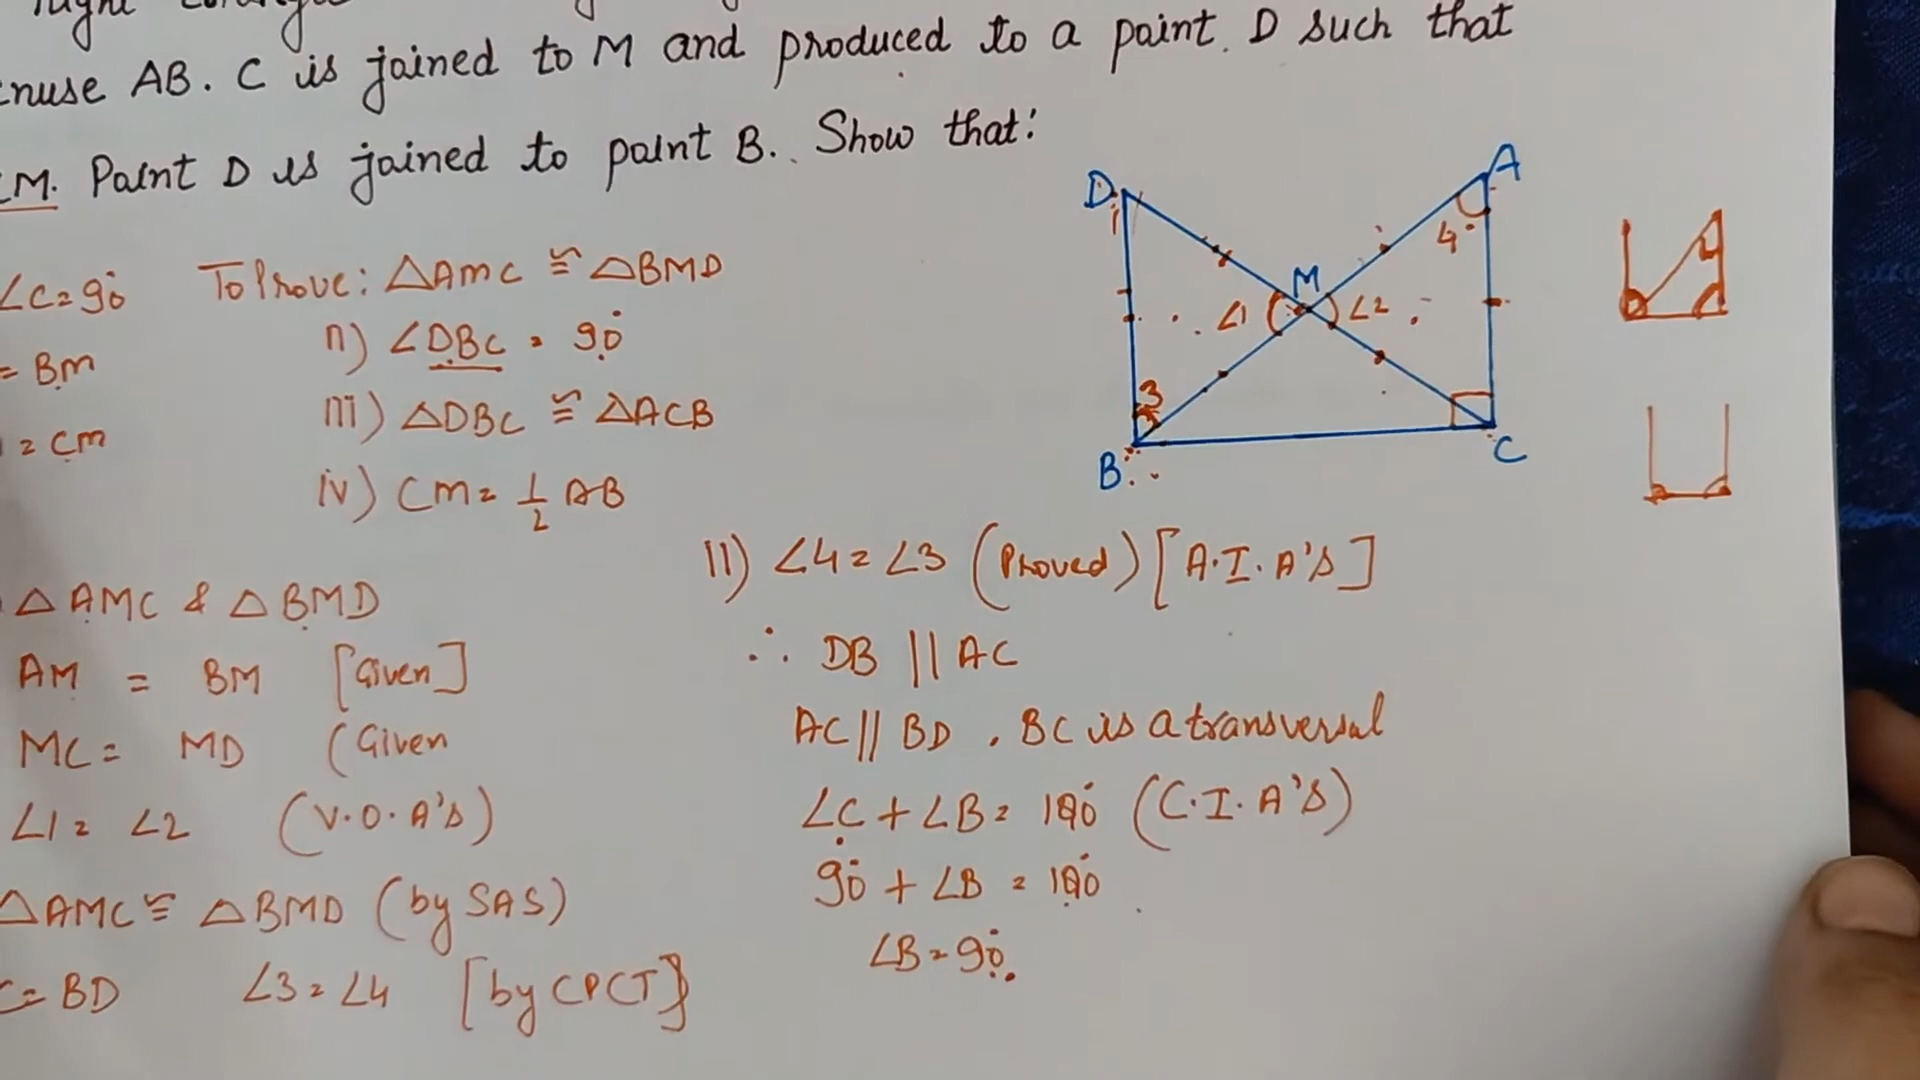 enuse AB. C is joined to M and produced to a point D such that
M. Point D is joined to point B. Show that:
∠C=90° To Prove: △AMC ≅ △BMD
= BM
= CM
ii) ∠DBC = 90°
iii) △DBC ≅ △ACB
iv) CM = 1/2 AB
D
A
M
4
∠1
∠2
3
B
C
△AMC & △BMD
AM = BM [Given]
MC = MD (Given
∠1 = ∠2 (V.O.A's)
△AMC ≅ △BMD (by SAS)
= BD ∠3 = ∠4 [by CPCT]
II) ∠4 = ∠3 (Proved) [A.I.A's]
∴ DB || AC
AC || BD, BC is a transversal
∠C + ∠B = 180° (C.I.A's)
90° + ∠B = 180°
∠B = 90°.